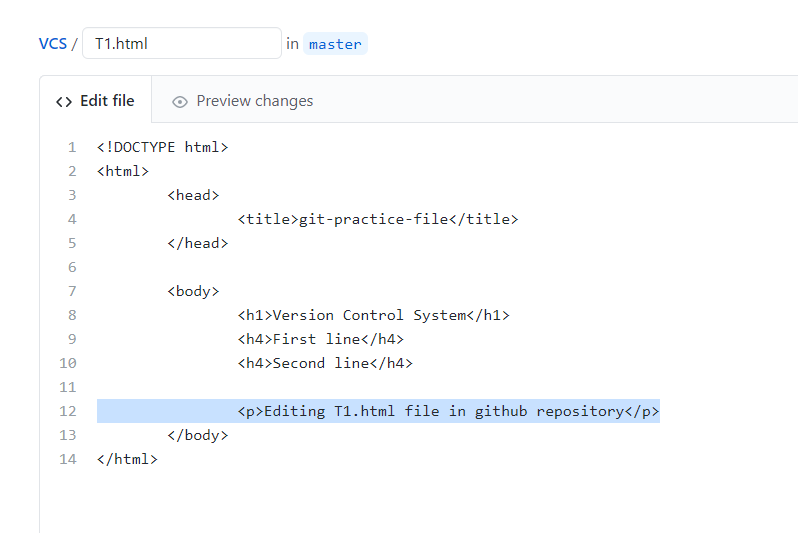 VCS / T1.html in master
<> Edit file Preview changes
1 <!DOCTYPE html>
2 <html>
3         <head>
4                 <title>git-practice-file</title>
5         </head>
6
7         <body>
8                 <h1>Version Control System</h1>
9                 <h4>First line</h4>
10                 <h4>Second line</h4>
11
12                 <p>Editing T1.html file in github repository</p>
13         </body>
14 </html>